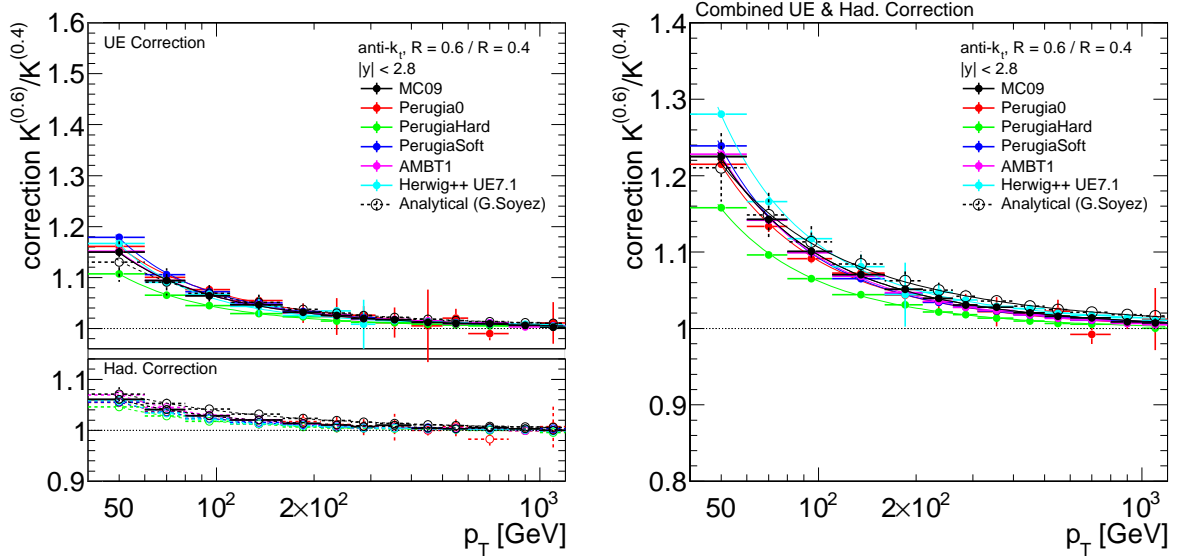 correction K^(0.6)/K^(0.4)
1.6
1.5
1.4
1.3
1.2
1.1
1
UE Correction
anti-k_t, R = 0.6 / R = 0.4
|y| < 2.8
MC09
Perugia0
PerugiaHard
PerugiaSoft
AMBT1
Herwig++ UE7.1
Analytical (G.Soyez)
Had. Correction
1.1
1
0.9
50
10^2
2×10^2
10^3
p_T [GeV]
Combined UE & Had. Correction
correction K^(0.6)/K^(0.4)
1.4
1.3
1.2
1.1
1
0.9
0.8
anti-k_t, R = 0.6 / R = 0.4
|y| < 2.8
MC09
Perugia0
PerugiaHard
PerugiaSoft
AMBT1
Herwig++ UE7.1
Analytical (G.Soyez)
50
10^2
2×10^2
10^3
p_T [GeV]